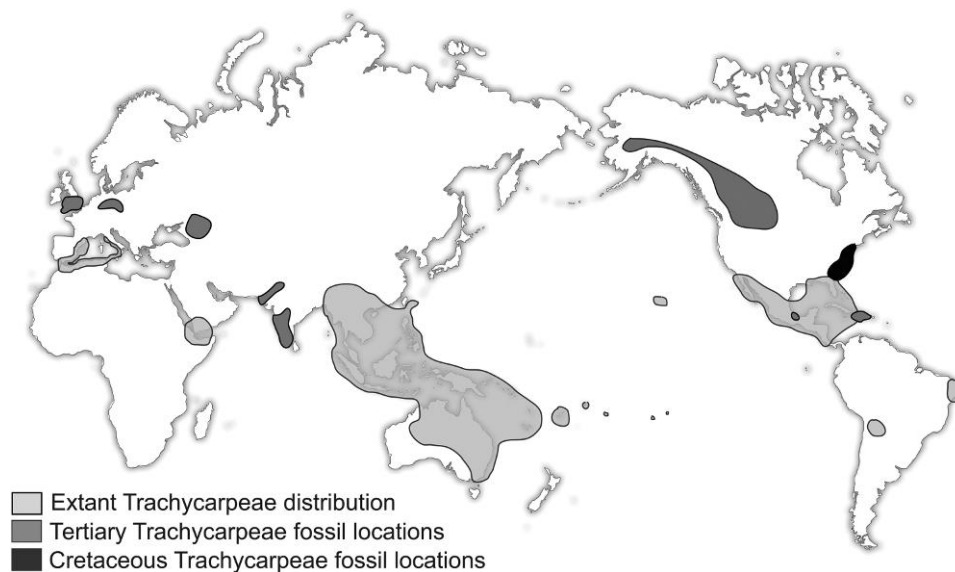 Extant Trachycarpeae distribution
Tertiary Trachycarpeae fossil locations
Cretaceous Trachycarpeae fossil locations